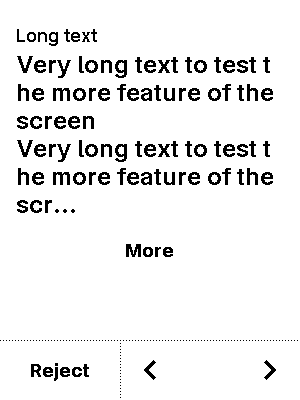 Long text
Very long text to test t
he more feature of the
screen
Very long text to test t
he more feature of the
scr...
More
Reject